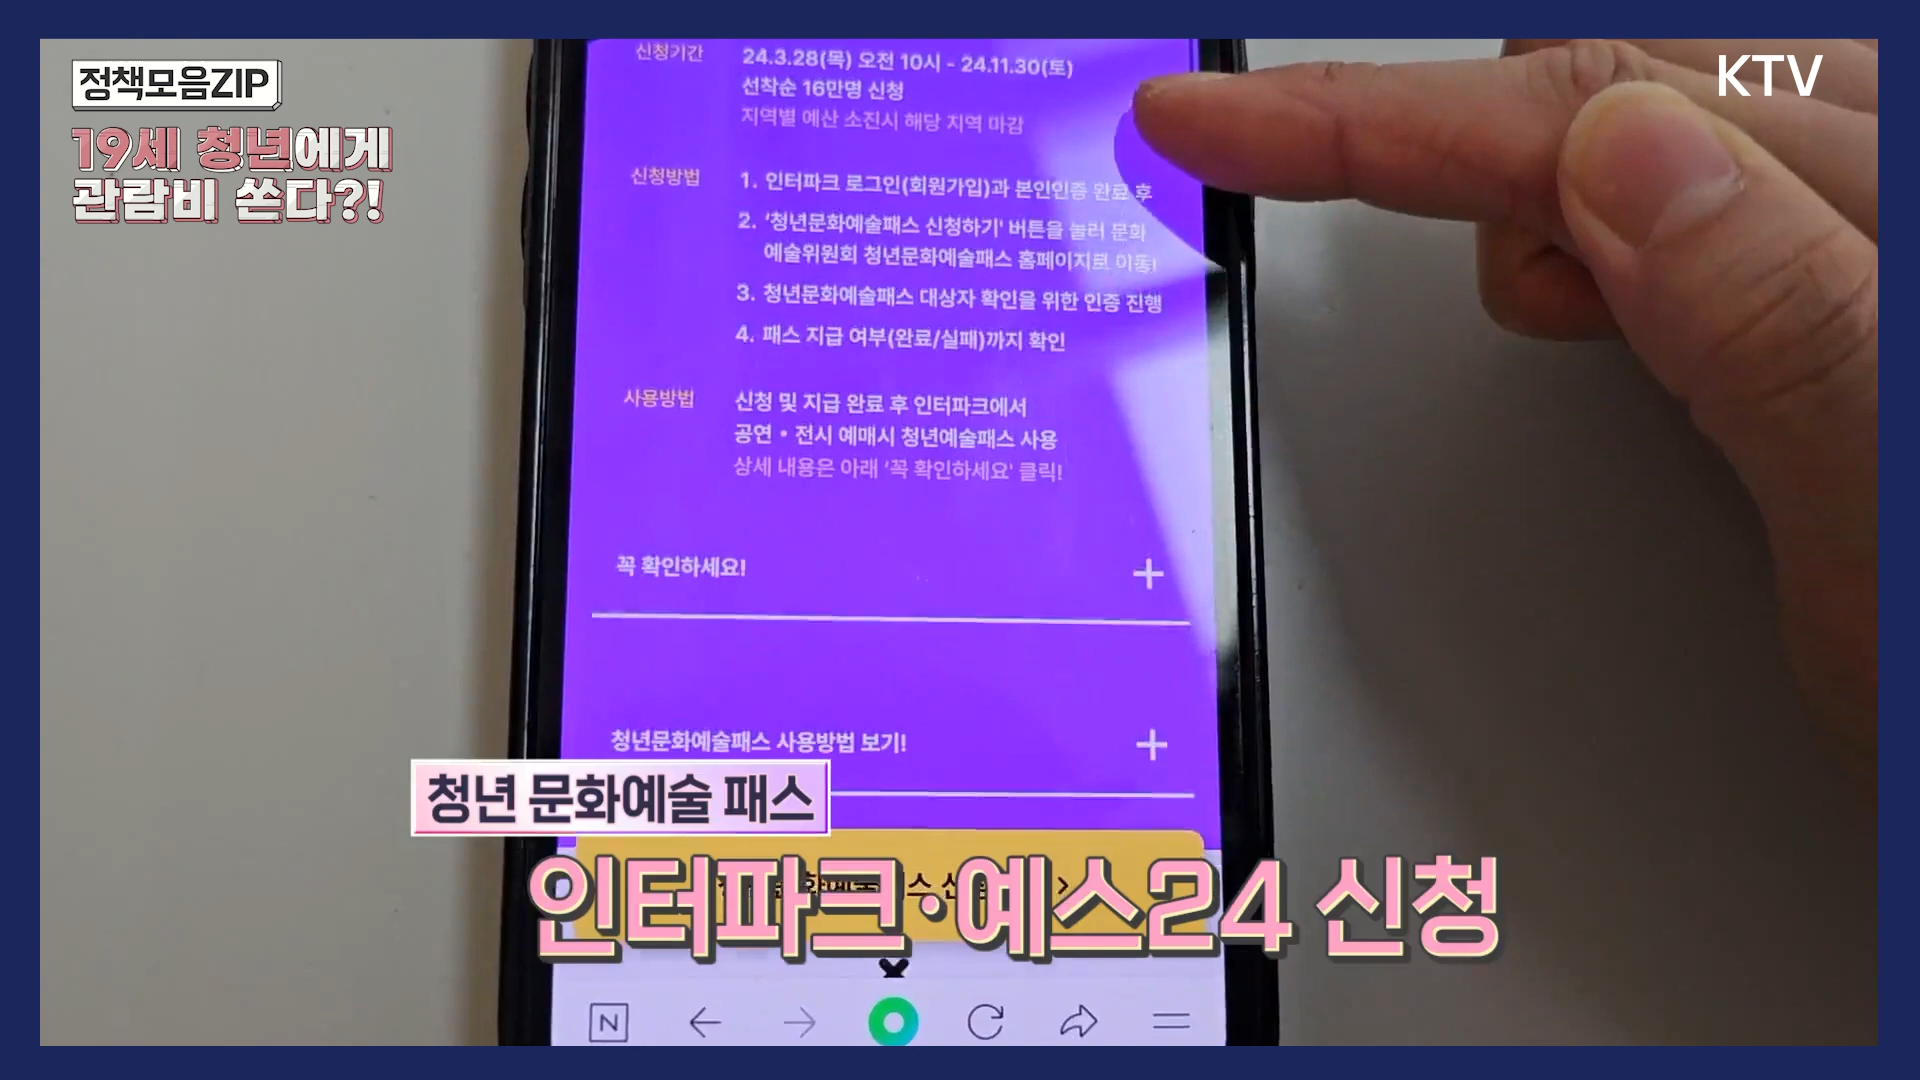 정책모음ZIP
19세 청년에게
관람비 쏜다?!
KTV
신청기간
24.3.28(목) 오전 10시 - 24.11.30(토)
선착순 16만명 신청
지역별 예산 소진시 해당 지역 마감
신청방법
1. 인터파크 로그인(회원가입)과 본인인증 완료 후
2. '청년문화예술패스 신청하기' 버튼을 눌러 문화
예술위원회 청년문화예술패스 홈페이지로 이동!
3. 청년문화예술패스 대상자 확인을 위한 인증 진행
4. 패스 지급 여부(완료/실패)까지 확인
사용방법
신청 및 지급 완료 후 인터파크에서
공연 • 전시 예매시 청년예술패스 사용
상세 내용은 아래 '꼭 확인하세요' 클릭!
꼭 확인하세요!
청년문화예술패스 사용방법 보기!
청년 문화예술 패스
인터파크·예스24 신청
N